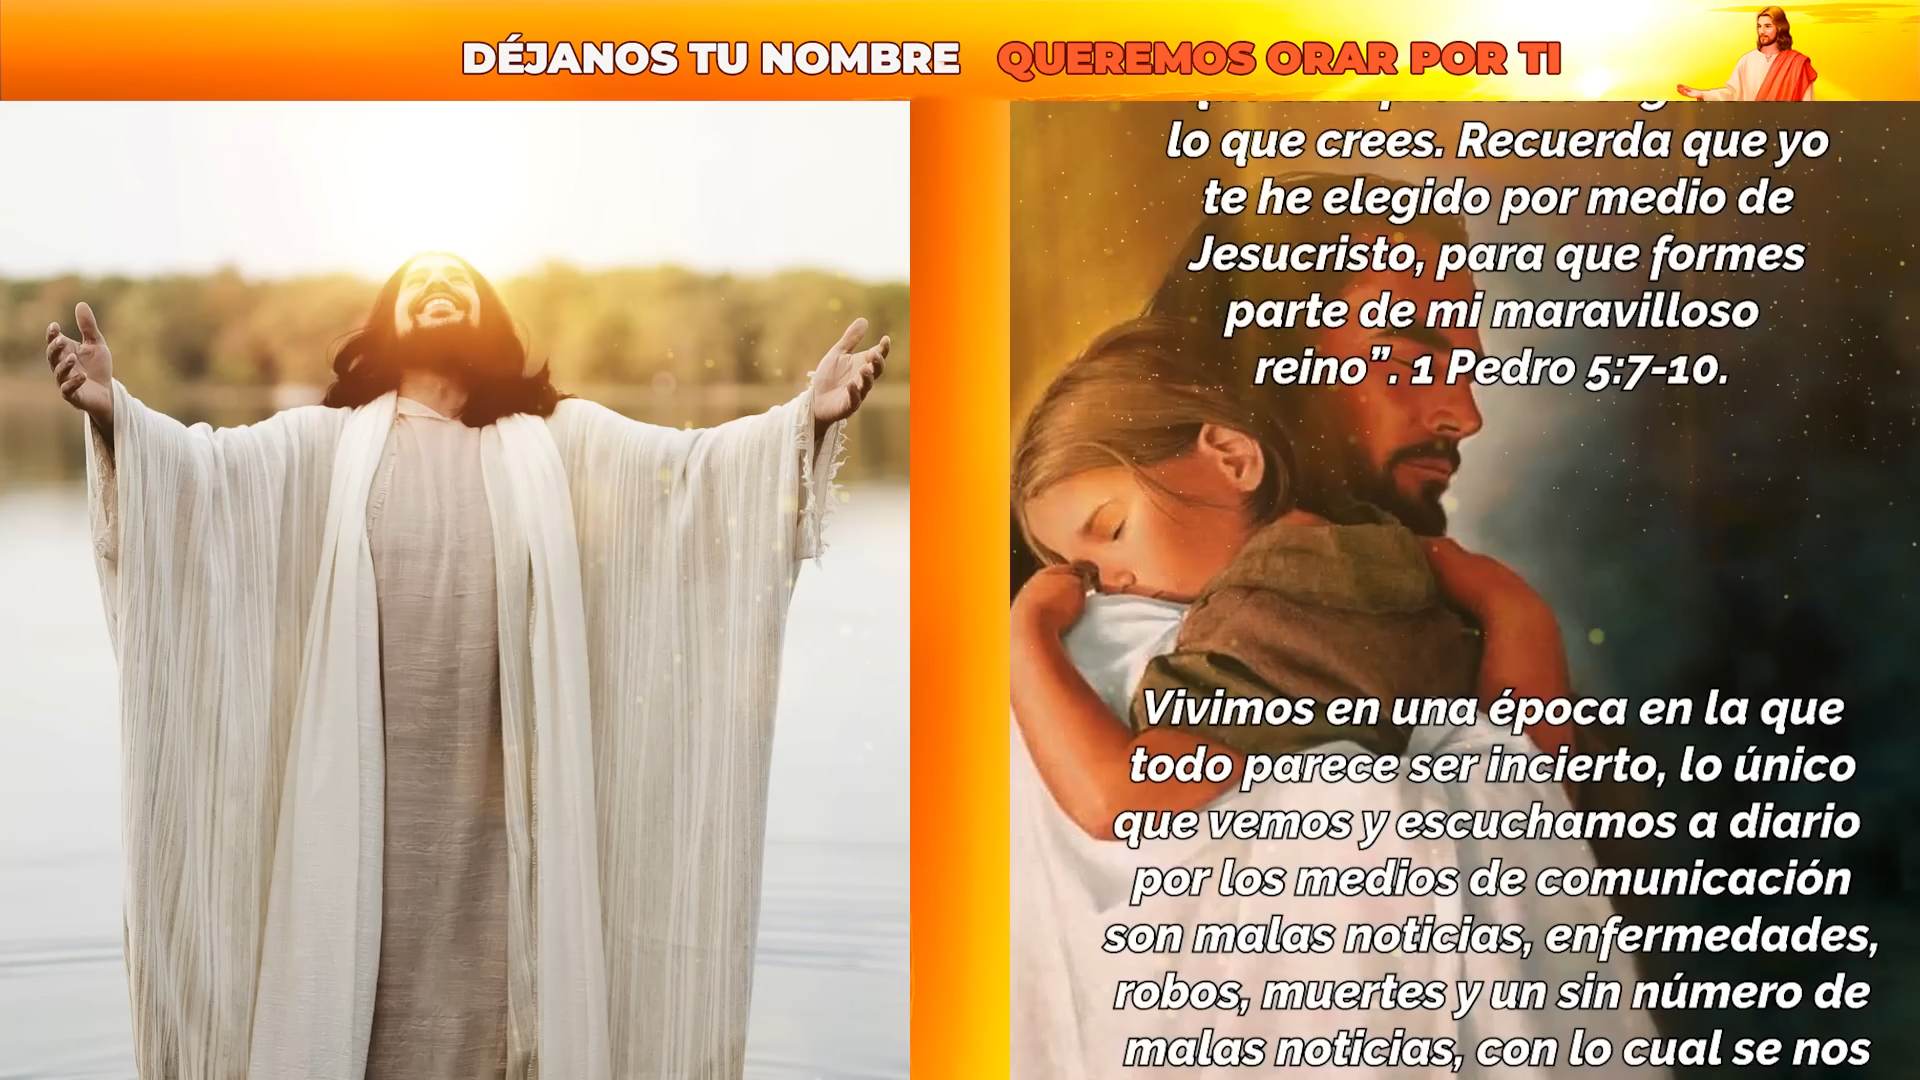 DÉJANOS TU NOMBRE QUEREMOS ORAR POR TI
lo que crees. Recuerda que yo
te he elegido por medio de
Jesucristo, para que formes
parte de mi maravilloso
reino”. 1 Pedro 5:7-10.
Vivimos en una época en la que
todo parece ser incierto, lo único
que vemos y escuchamos a diario
por los medios de comunicación
son malas noticias, enfermedades,
robos, muertes y un sin número de
malas noticias, con lo cual se nos